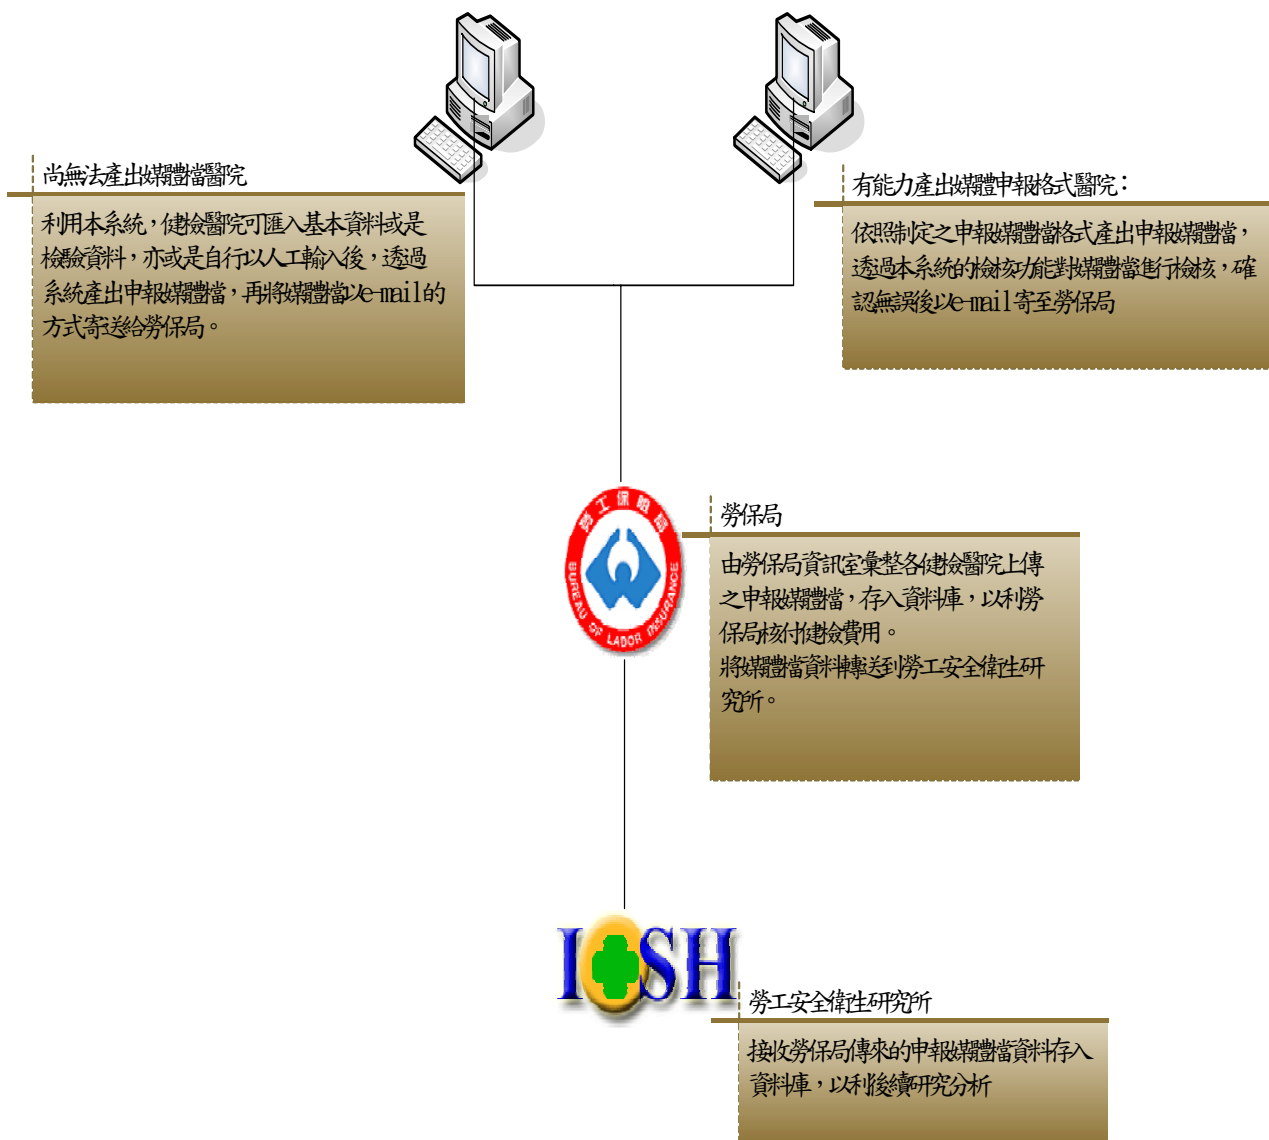 尚無法產出媒體檔醫院
利用本系統，健檢醫院可匯入基本資料或是
檢驗資料，亦或是自行以人工輸入後，透過
系統產出申報媒體檔，再將媒體檔以e-mail的
方式寄送給勞保局。
有能力產出媒體申報格式醫院：
依照制定之申報媒體檔格式產出申報媒體檔，
透過本系統的檢核功能對媒體檔進行檢核，確
認無誤後以e-mail寄至勞保局
勞工保險局
BUREAU OF LABOR INSURANCE
勞保局
由勞保局資訊室彙整各健檢醫院上傳
之申報媒體檔，存入資料庫，以利勞
保局核付健檢費用。
將媒體檔資料轉送到勞工安全衛生研
究所。
IOSH
勞工安全衛生研究所
接收勞保局傳來的申報媒體檔資料存入
資料庫，以利後續研究分析